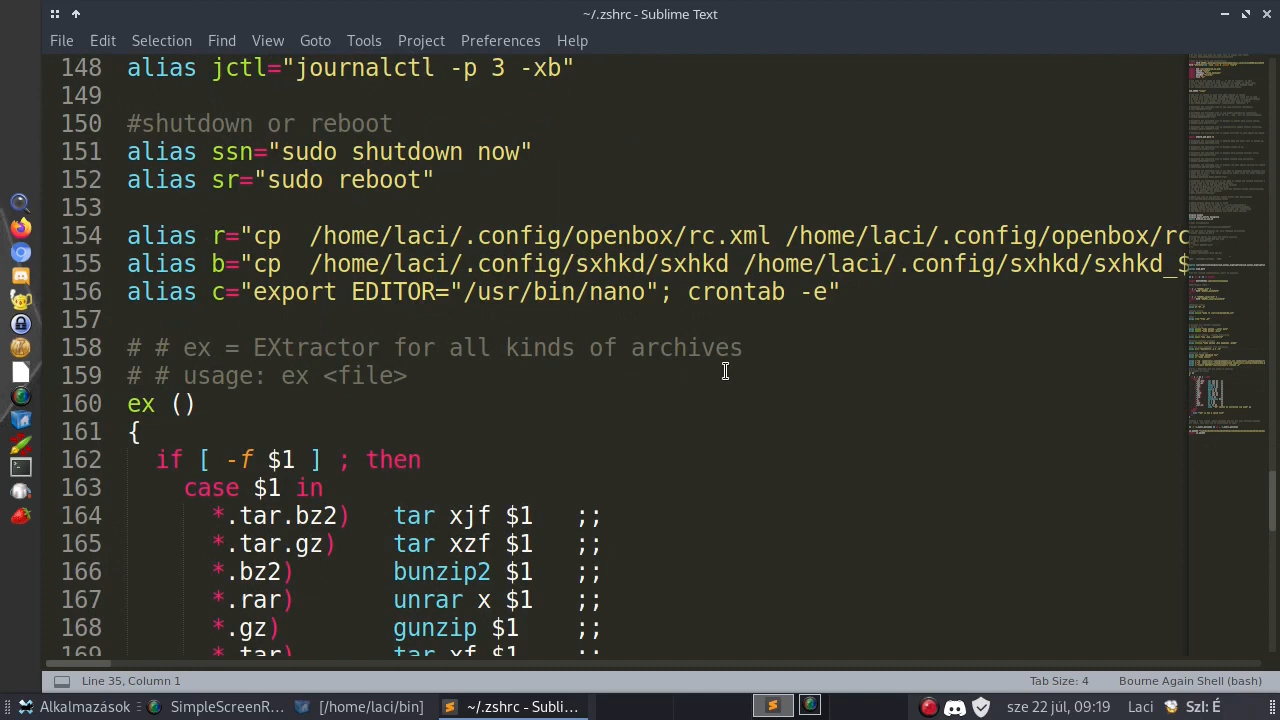 ~/.zshrc - Sublime Text
File Edit Selection Find View Goto Tools Project Preferences Help
148 alias jctl="journalctl -p 3 -xb"
149
150 #shutdown or reboot
151 alias ssn="sudo shutdown now"
152 alias sr="sudo reboot"
153
154 alias r="cp  /home/laci/.config/openbox/rc.xml /home/laci/.config/openbox/rc
155 alias b="cp  /home/laci/.config/sxhkd/sxhkd /home/laci/.config/sxhkd/sxhkd_$
156 alias c="export EDITOR="/usr/bin/nano"; crontab -e"
157
158 # # ex = EXtractor for all kinds of archives
159 # # usage: ex <file>
160 ex ()
161 {
162   if [ -f $1 ] ; then
163     case $1 in
164       *.tar.bz2)   tar xjf $1   ;;
165       *.tar.gz)    tar xzf $1   ;;
166       *.bz2)       bunzip2 $1   ;;
167       *.rar)       unrar x $1   ;;
168       *.gz)        gunzip $1    ;;
169       *.tar)       tar xf $1    ;;
Line 35, Column 1 Tab Size: 4 Bourne Again Shell (bash)
Alkalmazások SimpleScreenR... [/home/laci/bin] ~/.zshrc - Subli... sze 22 júl, 09:19 Laci Szl: É